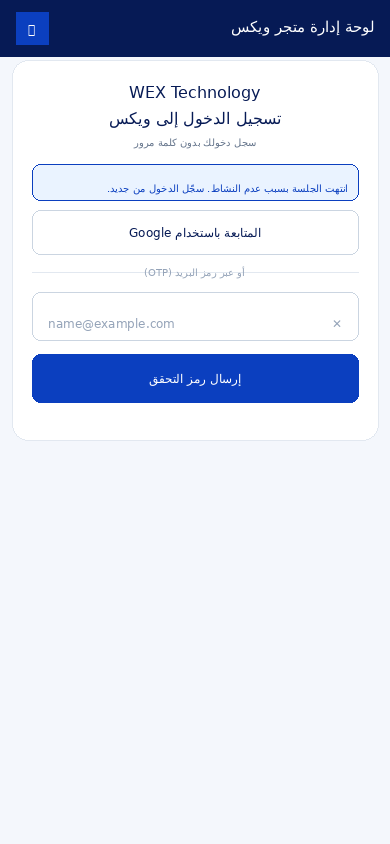 لوحة إدارة متجر ويكس
WEX Technology
تسجيل الدخول إلى ويكس
سجل دخولك بدون كلمة مرور
انتهت الجلسة بسبب عدم النشاط. سجّل الدخول من جديد.
المتابعة باستخدام Google
أو عبر رمز البريد (OTP)
name@example.com
إرسال رمز التحقق